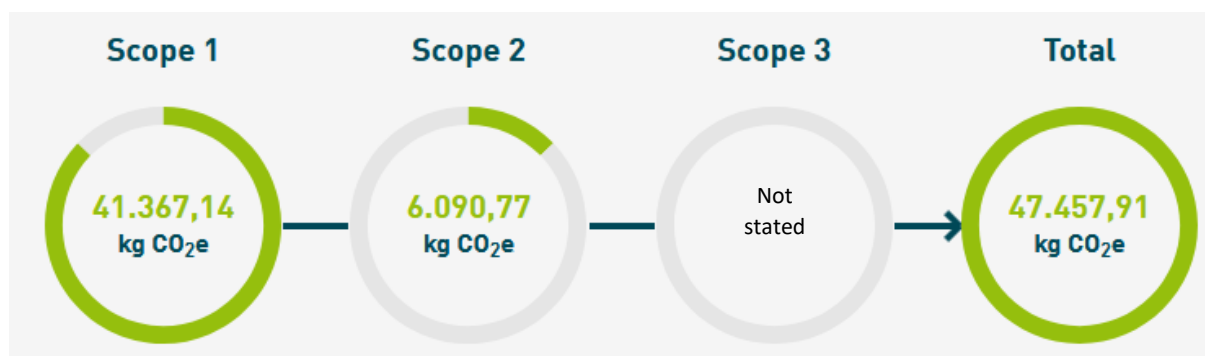 Scope 1
Scope 2
Scope 3
Total
41.367,14
kg CO₂e
6.090,77
kg CO₂e
Not
stated
47.457,91
kg CO₂e